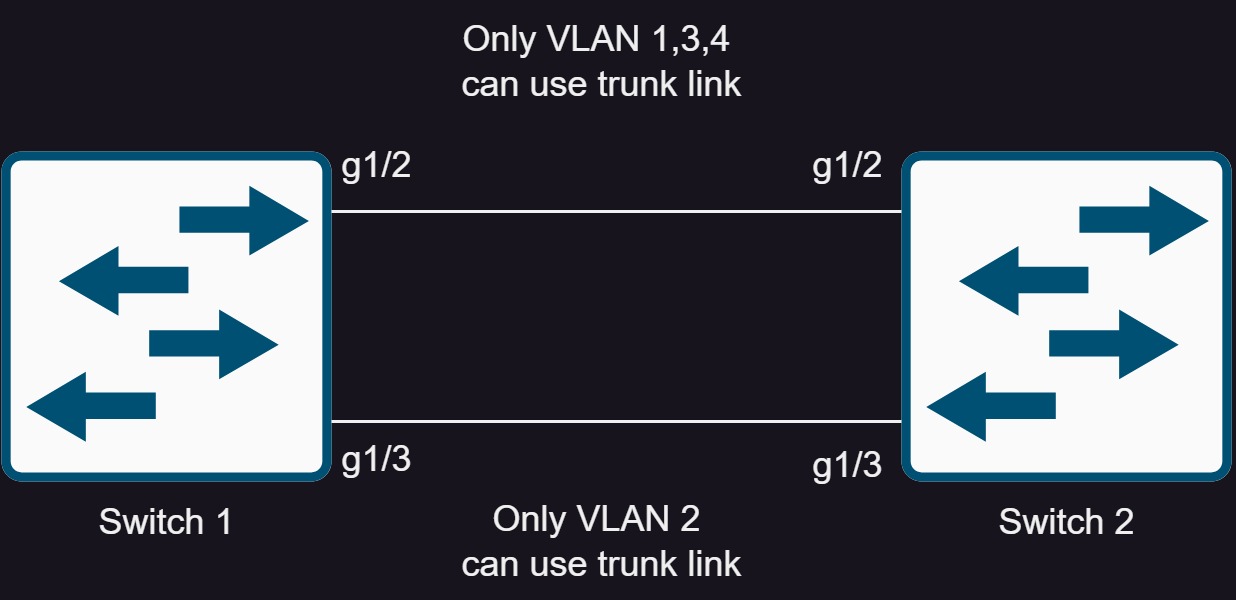 Only VLAN 1,3,4
can use trunk link
g1/2
g1/2
g1/3
g1/3
Switch 1
Only VLAN 2
can use trunk link
Switch 2